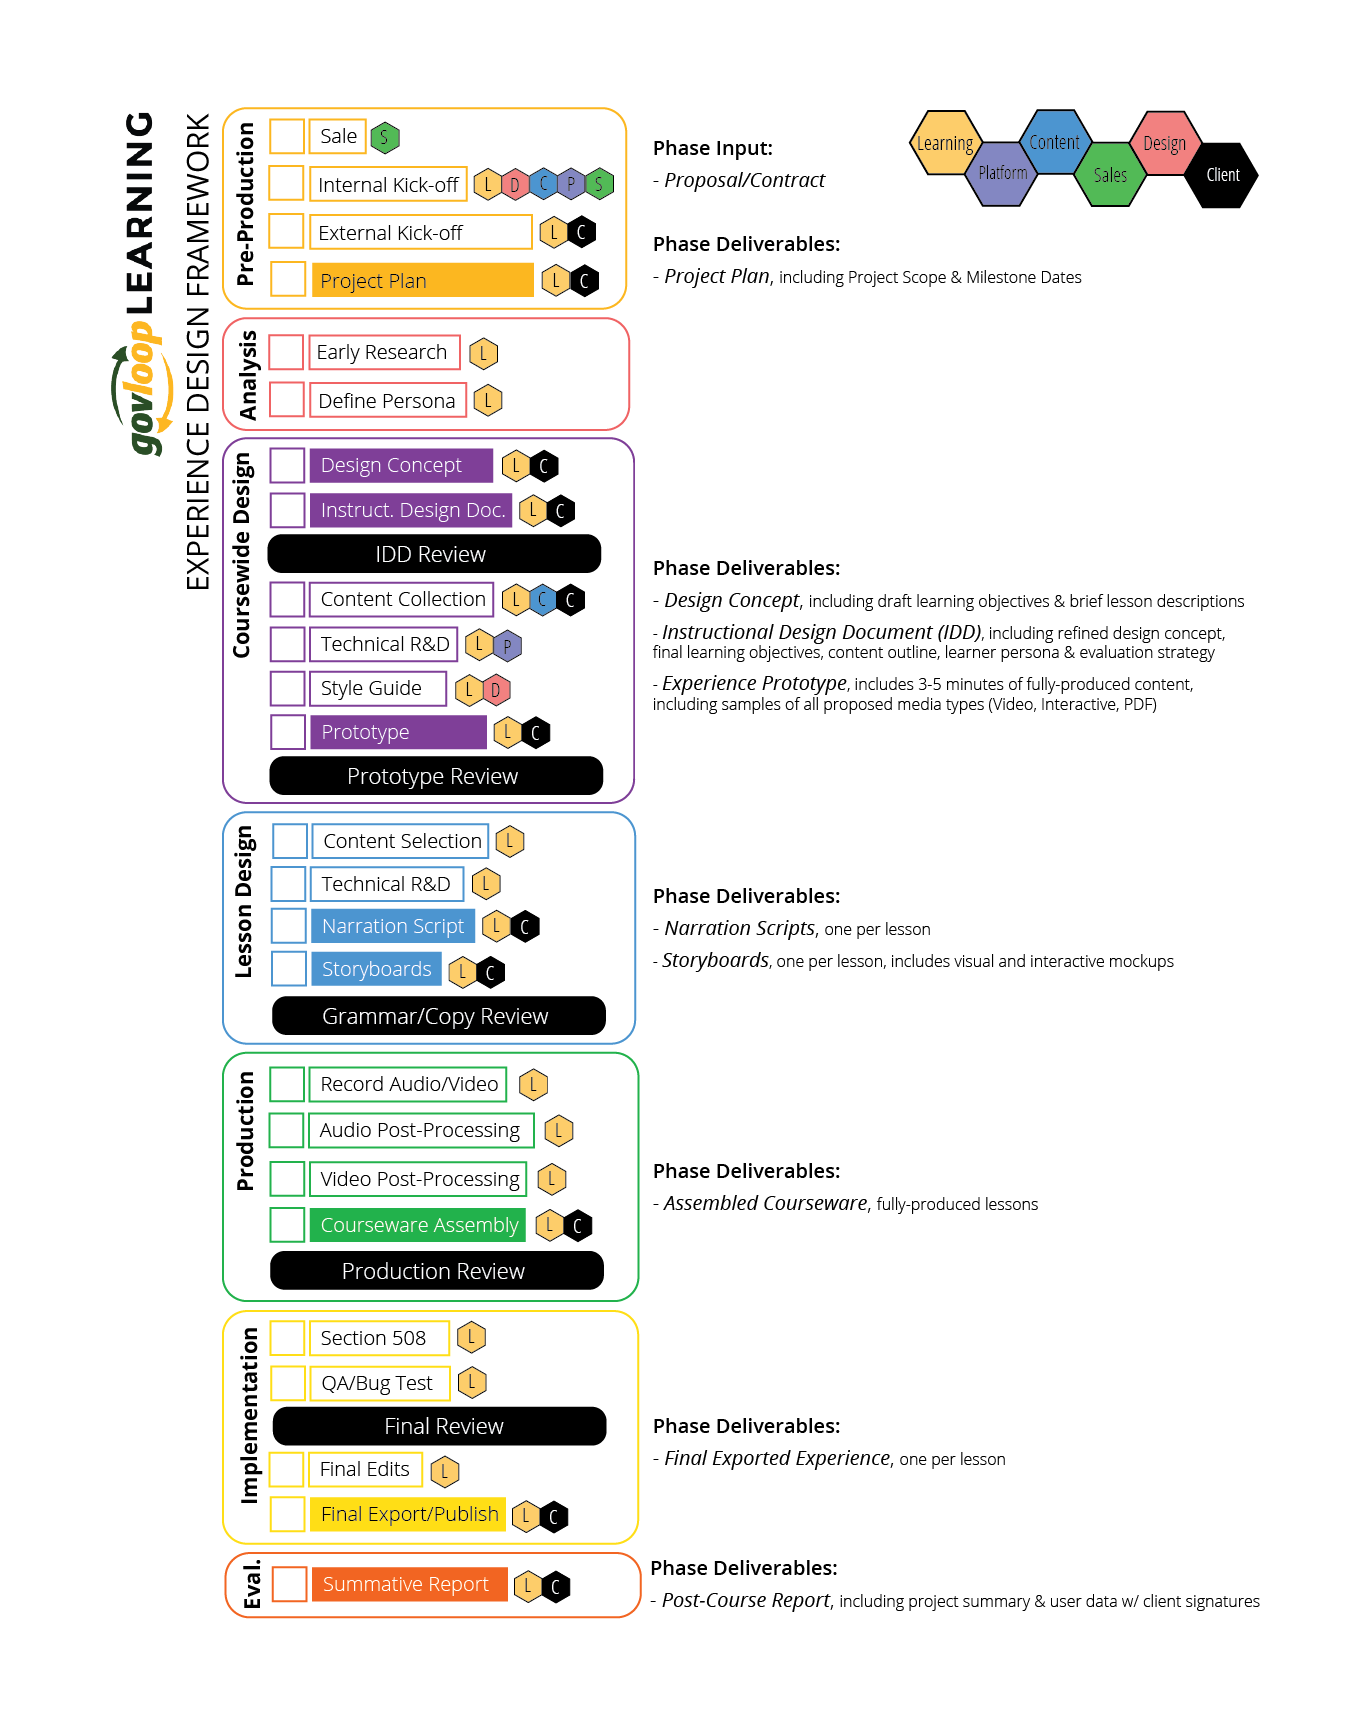 govloop LEARNING
EXPERIENCE DESIGN FRAMEWORK
Learning
Platform
Content
Sales
Design
Client
Pre-Production
Sale S
Internal Kick-off L D C P S
External Kick-off L C
Project Plan L C
Phase Input:
- Proposal/Contract
Phase Deliverables:
- Project Plan, including Project Scope & Milestone Dates
Analysis
Early Research L
Define Persona L
Coursewide Design
Design Concept L C
Instruct. Design Doc. L C
IDD Review
Content Collection L C C
Technical R&D L P
Style Guide L D
Prototype L C
Prototype Review
Phase Deliverables:
- Design Concept, including draft learning objectives & brief lesson descriptions
- Instructional Design Document (IDD), including refined design concept,
final learning objectives, content outline, learner persona & evaluation strategy
- Experience Prototype, includes 3-5 minutes of fully-produced content,
including samples of all proposed media types (Video, Interactive, PDF)
Lesson Design
Content Selection L
Technical R&D L
Narration Script L C
Storyboards L C
Grammar/Copy Review
Phase Deliverables:
- Narration Scripts, one per lesson
- Storyboards, one per lesson, includes visual and interactive mockups
Production
Record Audio/Video L
Audio Post-Processing L
Video Post-Processing L
Courseware Assembly L C
Production Review
Phase Deliverables:
- Assembled Courseware, fully-produced lessons
Implementation
Section 508 L
QA/Bug Test L
Final Review
Final Edits L
Final Export/Publish L C
Phase Deliverables:
- Final Exported Experience, one per lesson
Eval.
Summative Report L C
Phase Deliverables:
- Post-Course Report, including project summary & user data w/ client signatures